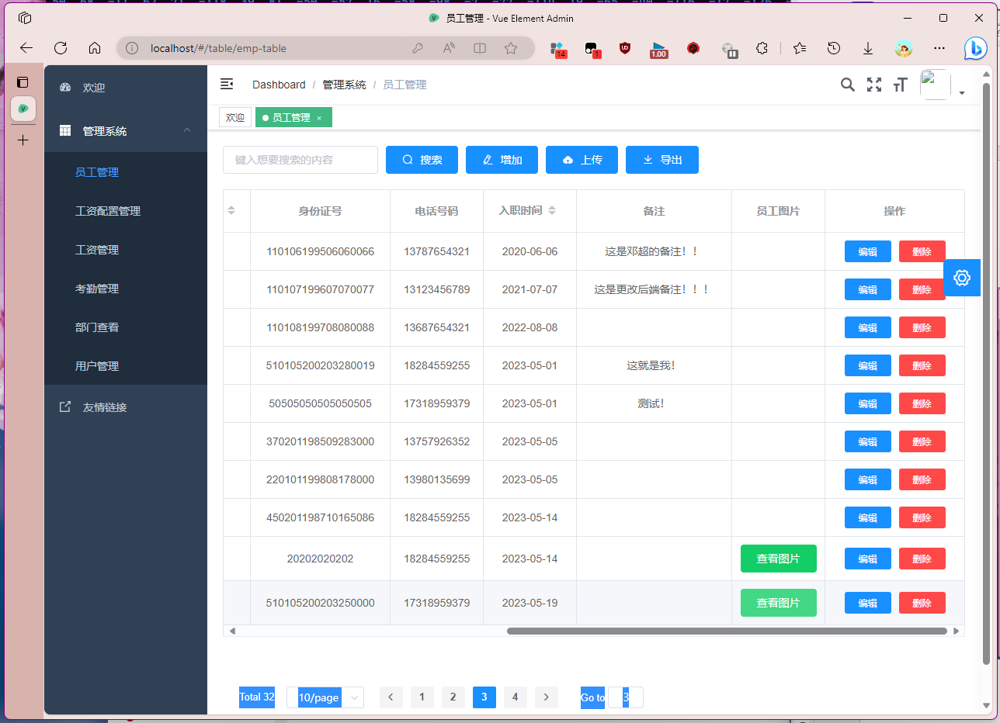 员工管理 - Vue Element Admin
localhost/#/table/emp-table
14
1
1.00
欢迎
Dashboard / 管理系统 / 员工管理
管理系统
欢迎
员工管理 ×
员工管理
工资配置管理
工资管理
考勤管理
部门查看
用户管理
友情链接
键入想要搜索的内容 搜索 增加 上传 导出
身份证号 电话号码 入职时间 备注 员工图片 操作
110106199506060066 13787654321 2020-06-06 这是邓超的备注！！ 编辑 删除
110107199607070077 13123456789 2021-07-07 这是更改后端备注！！！ 编辑 删除
110108199708080088 13687654321 2022-08-08 编辑 删除
510105200203280019 18284559255 2023-05-01 这就是我！ 编辑 删除
50505050505050505 17318959379 2023-05-01 测试！ 编辑 删除
370201198509283000 13757926352 2023-05-05 编辑 删除
220101199808178000 13980135699 2023-05-05 编辑 删除
450201198710165086 18284559255 2023-05-14 编辑 删除
20202020202 18284559255 2023-05-14 查看图片 编辑 删除
510105200203250000 17318959379 2023-05-19 查看图片 编辑 删除
Total 32 10/page 1 2 3 4 Go to 3